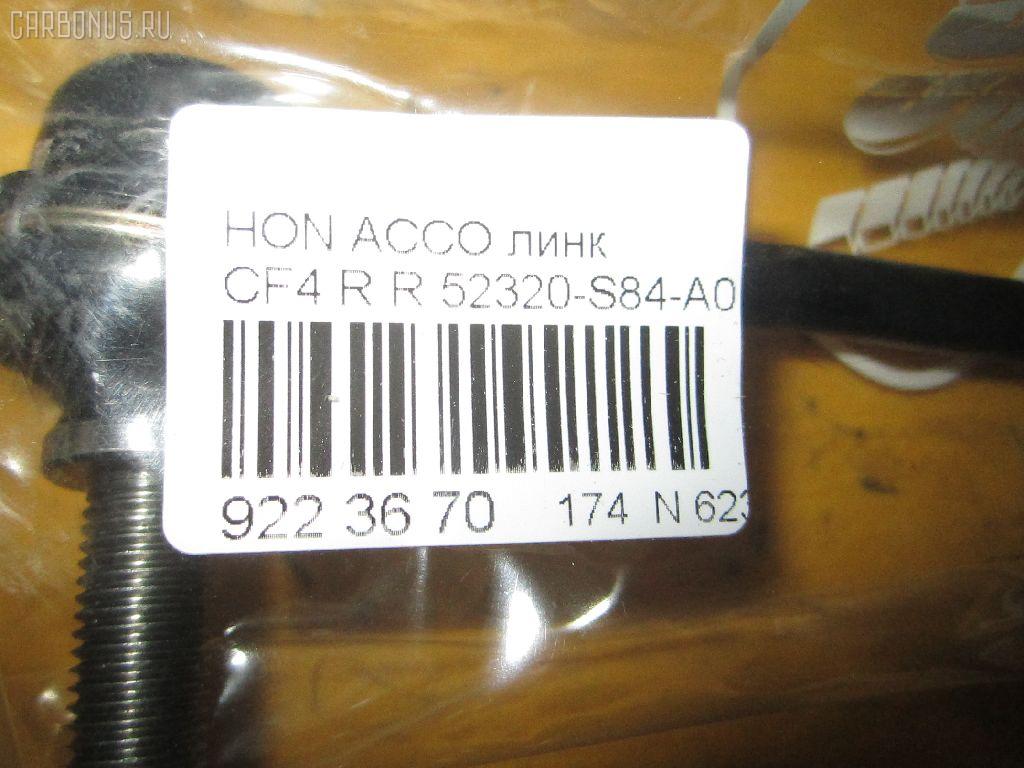 CARBONUS.RU
HON ACCO линк
CF4 R R 52320-S84-A0
922 36 70 174 N 623